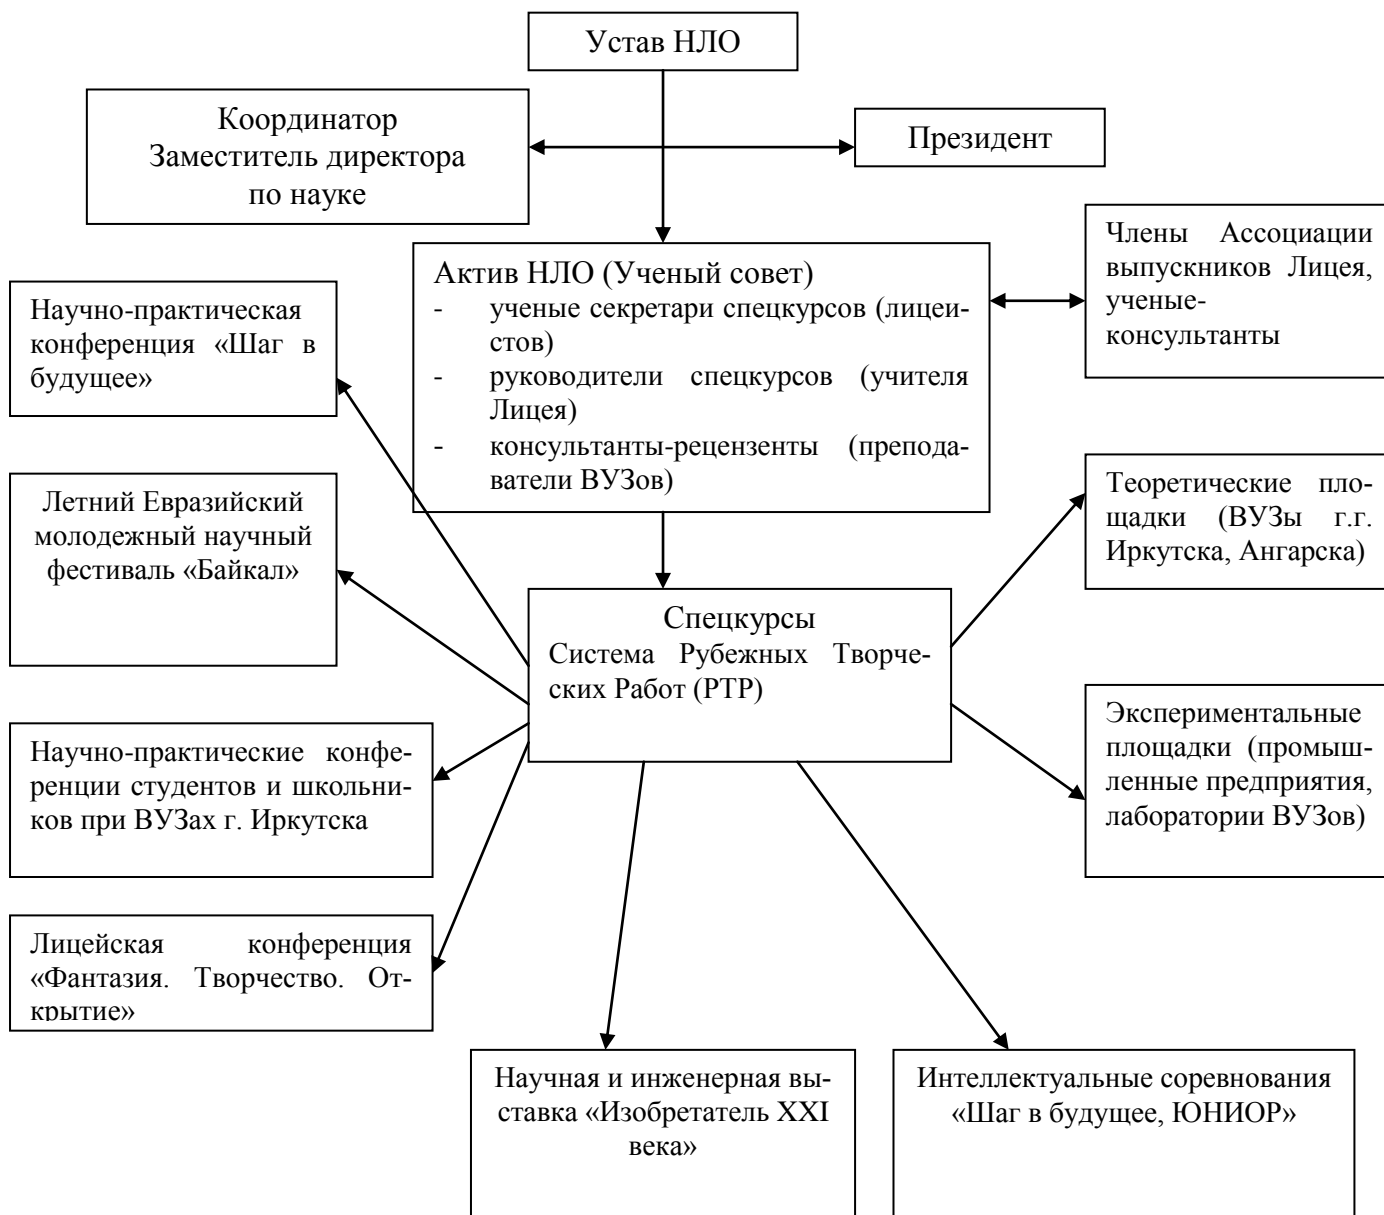 Устав НЛО
Координатор
Заместитель директора
по науке
Президент
Актив НЛО (Ученый совет)
- ученые секретари спецкурсов (лицеи-
стов)
- руководители спецкурсов (учителя
Лицея)
- консультанты-рецензенты (препода-
ватели ВУЗов)
Члены Ассоциации
выпускников Лицея,
ученые-
консультанты
Научно-практическая
конференция «Шаг в
будущее»
Летний Евразийский
молодежный научный
фестиваль «Байкал»
Теоретические пло-
щадки (ВУЗы г.г.
Иркутска, Ангарска)
Спецкурсы
Система Рубежных Творче-
ских Работ (РТР)
Экспериментальные
площадки (промыш-
ленные предприятия,
лаборатории ВУЗов)
Научно-практические конфе-
ренции студентов и школьни-
ков при ВУЗах г. Иркутска
Лицейская конференция
«Фантазия. Творчество. От-
крытие»
Научная и инженерная вы-
ставка «Изобретатель XXI
века»
Интеллектуальные соревнования
«Шаг в будущее, ЮНИОР»